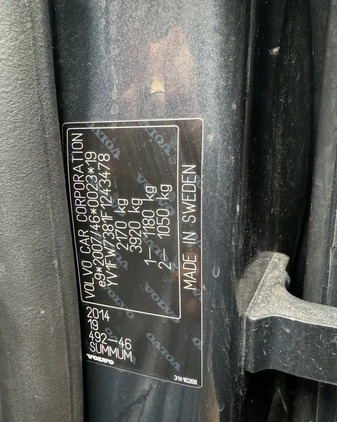 VOLVO CAR CORPORATION
e9*2007/46*0023*19
YV1FW7381F1243478
2170 kg
3920 kg
1– 1180 kg
2– 1050 kg
MADE IN SWEDEN
2014
492-46
SUMMUM
VOLVO